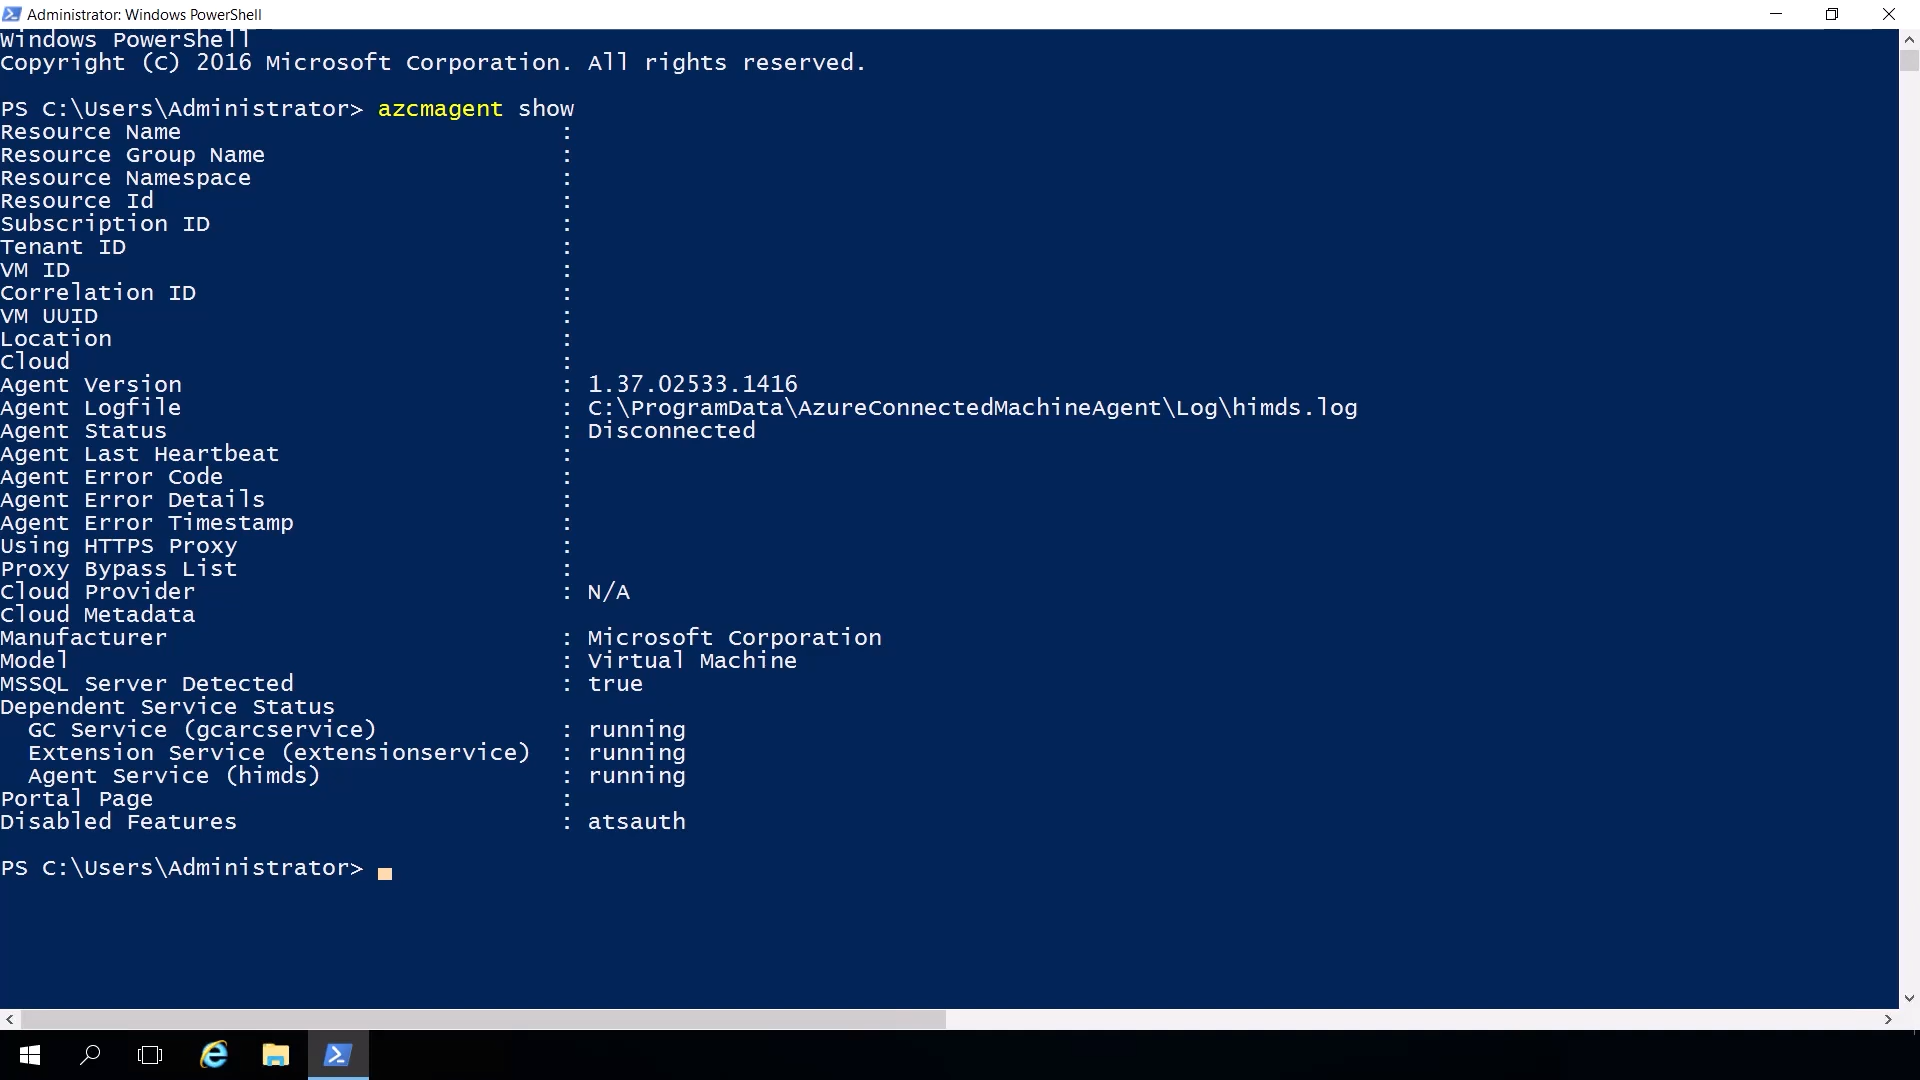 Administrator: Windows PowerShell
Windows PowerShell
Copyright (C) 2016 Microsoft Corporation. All rights reserved.
PS C:\Users\Administrator> azcmagent show
Resource Name :
Resource Group Name :
Resource Namespace :
Resource Id :
Subscription ID :
Tenant ID :
VM ID :
Correlation ID :
VM UUID :
Location :
Cloud :
Agent Version : 1.37.02533.1416
Agent Logfile : C:\ProgramData\AzureConnectedMachineAgent\Log\himds.log
Agent Status : Disconnected
Agent Last Heartbeat :
Agent Error Code :
Agent Error Details :
Agent Error Timestamp :
Using HTTPS Proxy :
Proxy Bypass List :
Cloud Provider : N/A
Cloud Metadata
Manufacturer : Microsoft Corporation
Model : Virtual Machine
MSSQL Server Detected : true
Dependent Service Status
GC Service (gcarcservice) : running
Extension Service (extensionservice) : running
Agent Service (himds) : running
Portal Page :
Disabled Features : atsauth
PS C:\Users\Administrator>